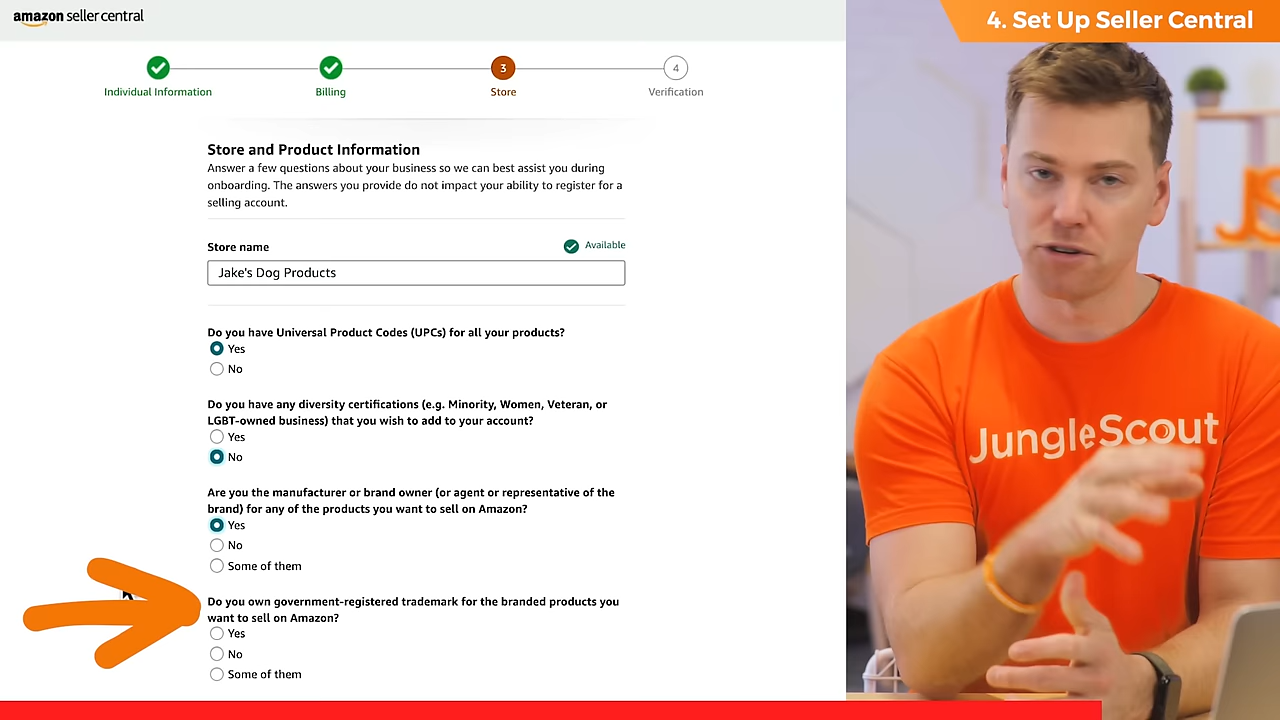 amazon seller central
4. Set Up Seller Central
3
4
Individual Information
Billing
Store
Verification
Store and Product Information
Answer a few questions about your business so we can best assist you during
onboarding. The answers you provide do not impact your ability to register for a
selling account.
Store name
Available
Jake's Dog Products
Do you have Universal Product Codes (UPCs) for all your products?
Yes
No
Do you have any diversity certifications (e.g. Minority, Women, Veteran, or
LGBT-owned business) that you wish to add to your account?
Yes
No
Are you the manufacturer or brand owner (or agent or representative of the
brand) for any of the products you want to sell on Amazon?
Yes
No
Some of them
Do you own government-registered trademark for the branded products you
want to sell on Amazon?
Yes
No
Some of them
JS
JungleScout